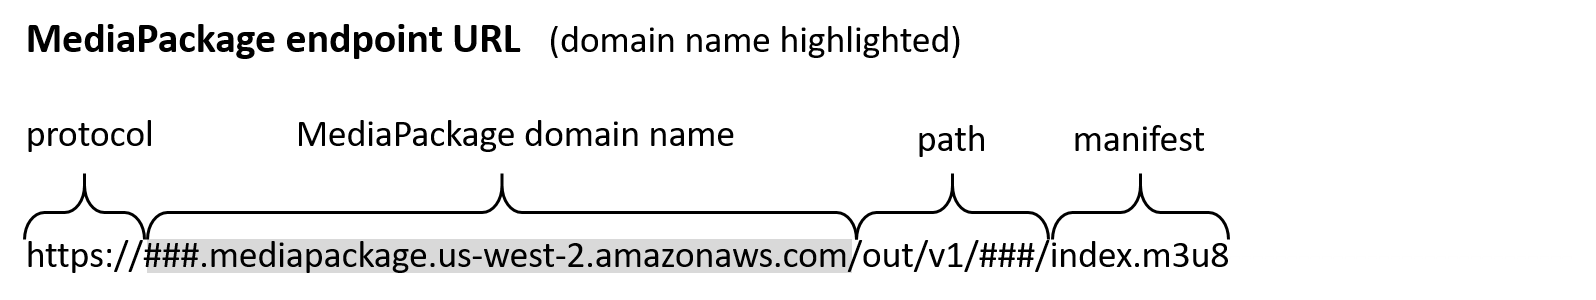 MediaPackage endpoint URL (domain name highlighted)
protocol MediaPackage domain name path manifest
https://###.mediapackage.us-west-2.amazonaws.com/out/v1/###/index.m3u8